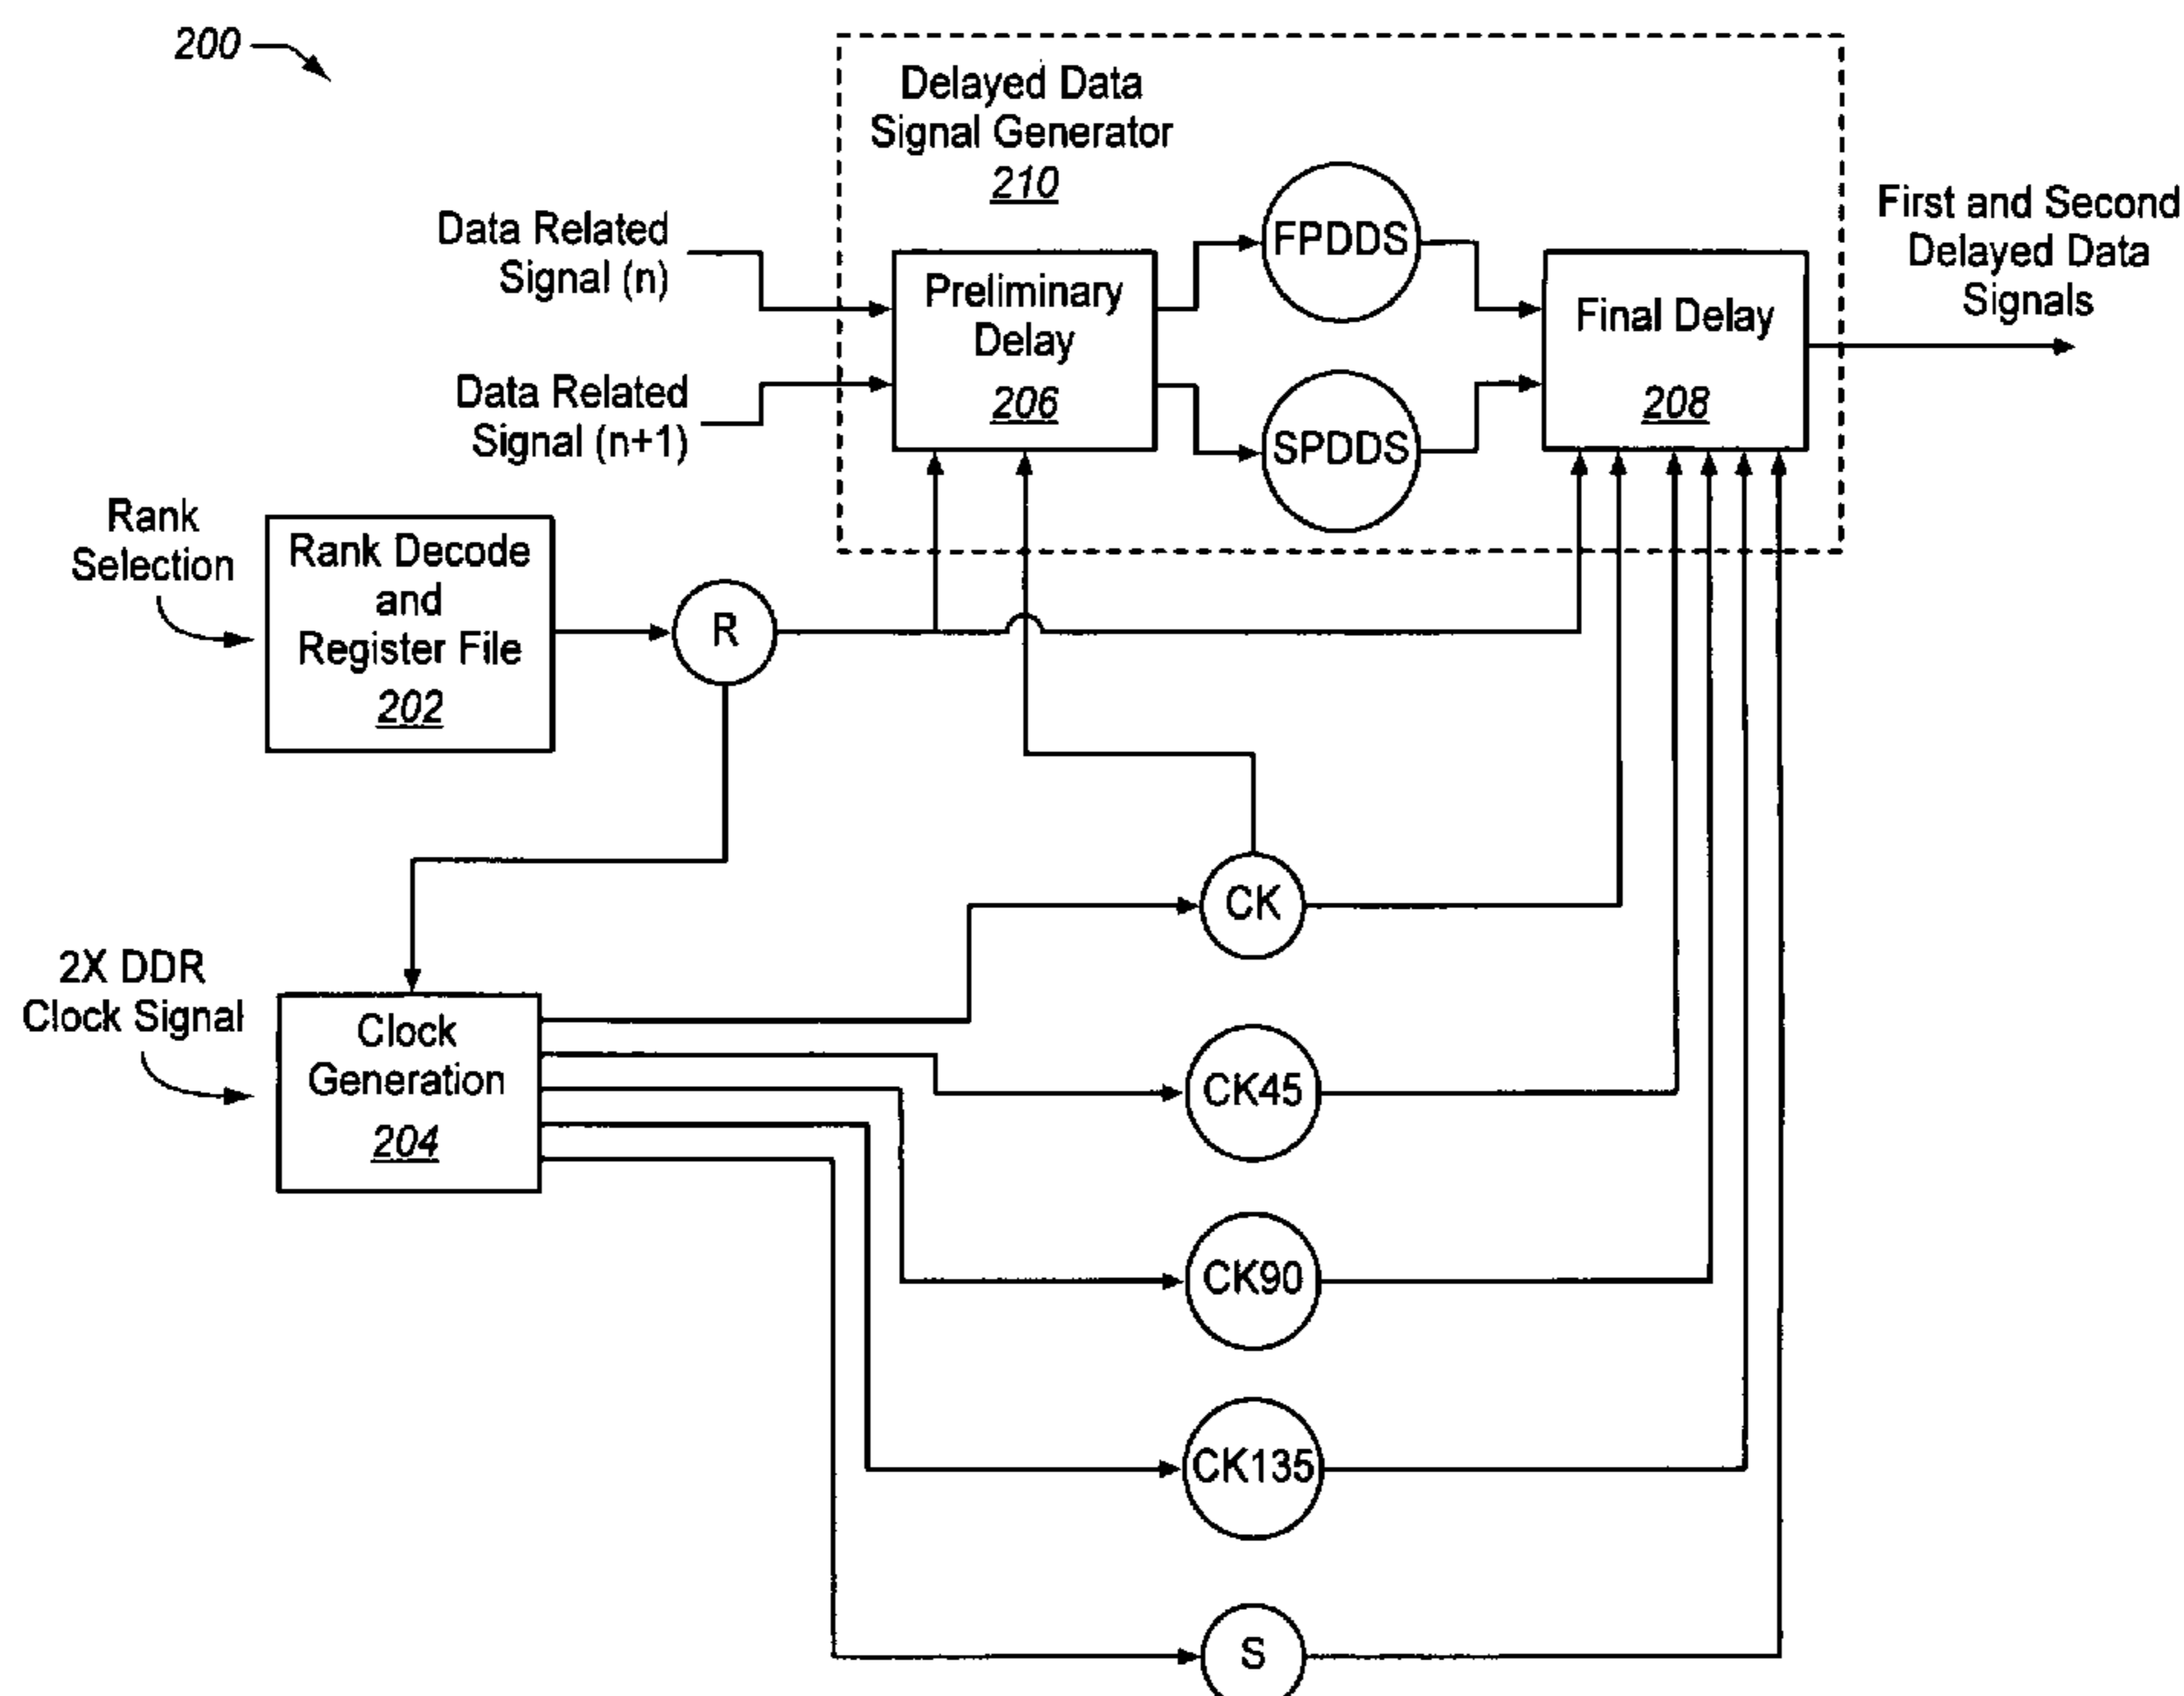 200
Delayed Data
Signal Generator
210
Data Related
Signal (n)
Data Related
Signal (n+1)
Preliminary
Delay
206
FPDDS
SPDDS
Final Delay
208
First and Second
Delayed Data
Signals
Rank
Selection
Rank Decode
and
Register File
202
R
2X DDR
Clock Signal
Clock
Generation
204
CK
CK45
CK90
CK135
S